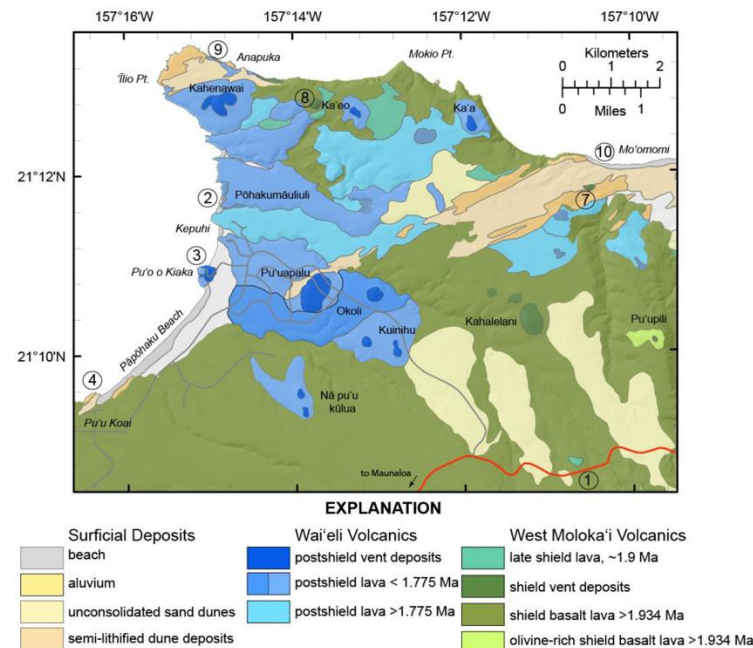 157°16'W
157°14'W
157°12'W
157°10'W
9
Anapuka
Mokio Pt.
Kilometers
0 1 2
0 1
Miles
ʻĪlio Pt.
Kahenawai
8
Kaʻeo
Kaʻa
10
Moʻomomi
21°12'N
2
Pōhakumāuliuli
7
Kepuhi
3
Puʻo o Kiaka
Puʻuapalu
Okoli
Kahalelani
Puʻupili
Kuinihu
21°10'N
Pāpōhaku Beach
4
Puʻu Koai
Nā puʻu
kūlua
to Maunaloa
1
EXPLANATION
Surficial Deposits
beach
aluvium
unconsolidated sand dunes
semi-lithified dune deposits
Waiʻeli Volcanics
postshield vent deposits
postshield lava < 1.775 Ma
postshield lava >1.775 Ma
West Molokaʻi Volcanics
late shield lava, ~1.9 Ma
shield vent deposits
shield basalt lava >1.934 Ma
olivine-rich shield basalt lava >1.934 Ma